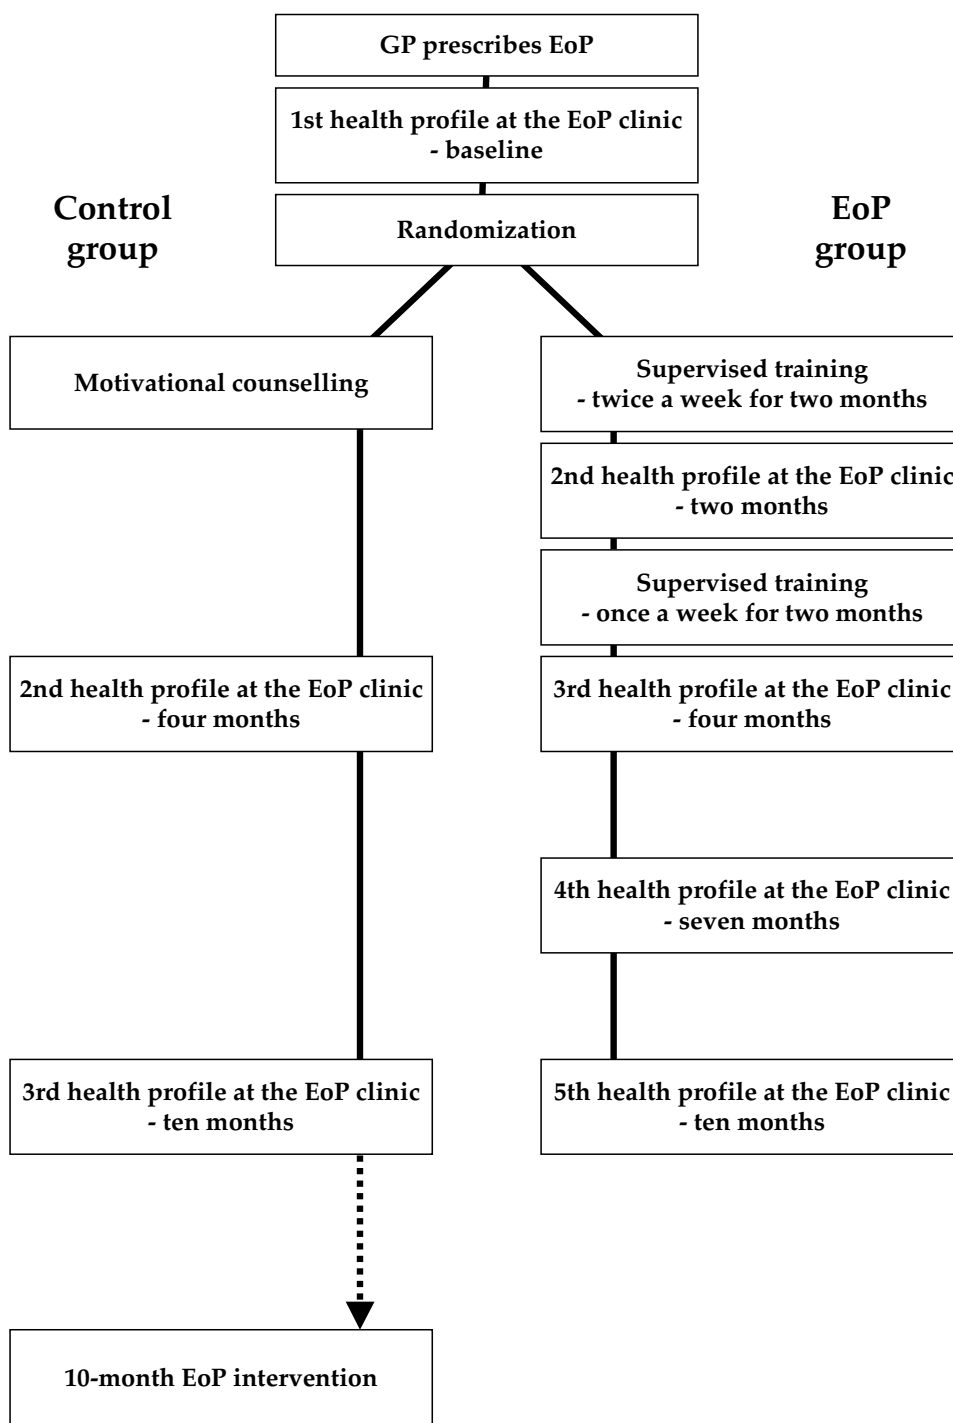 GP prescribes EoP
1st health profile at the EoP clinic
- baseline
Control
group
Randomization
EoP
group
Motivational counselling
Supervised training
- twice a week for two months
2nd health profile at the EoP clinic
- two months
Supervised training
- once a week for two months
2nd health profile at the EoP clinic
- four months
3rd health profile at the EoP clinic
- four months
4th health profile at the EoP clinic
- seven months
3rd health profile at the EoP clinic
- ten months
5th health profile at the EoP clinic
- ten months
10-month EoP intervention